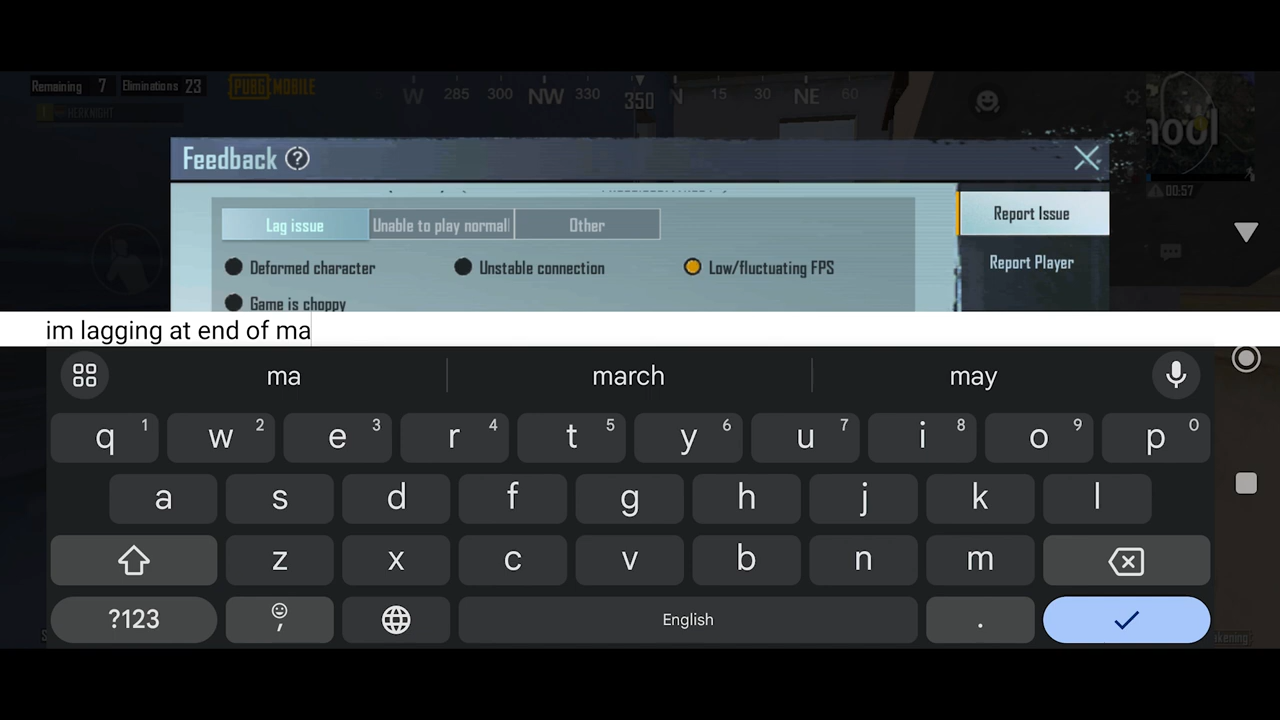 Remaining 7 Eliminations 23 PUBG MOBILE
W 285 300 NW 330 350 N 15 30 NE 60
hool
00:57
Feedback ?
Lag issue Unable to play normal Other
Report Issue
Deformed character Unstable connection Low/fluctuating FPS
Report Player
Game is choppy
im lagging at end of ma
ma march may
q 1 w 2 e 3 r 4 t 5 y 6 u 7 i 8 o 9 p 0
a s d f g h j k l
z x c v b n m
?123 , English .